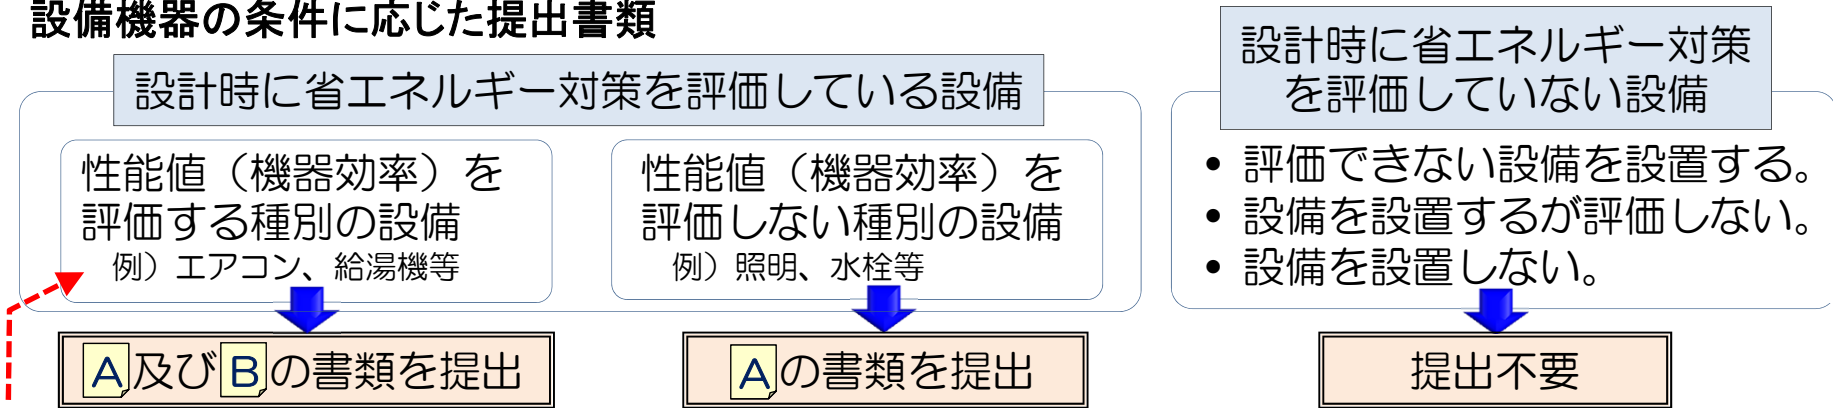 設備機器の条件に応じた提出書類
設計時に省エネルギー対策を評価している設備
性能値（機器効率）を
評価する種別の設備
例）エアコン、給湯機等
A及びBの書類を提出
性能値（機器効率）を
評価しない種別の設備
例）照明、水栓等
Aの書類を提出
設計時に省エネルギー対策
を評価していない設備
• 評価できない設備を設置する。
• 設備を設置するが評価しない。
• 設備を設置しない。
提出不要